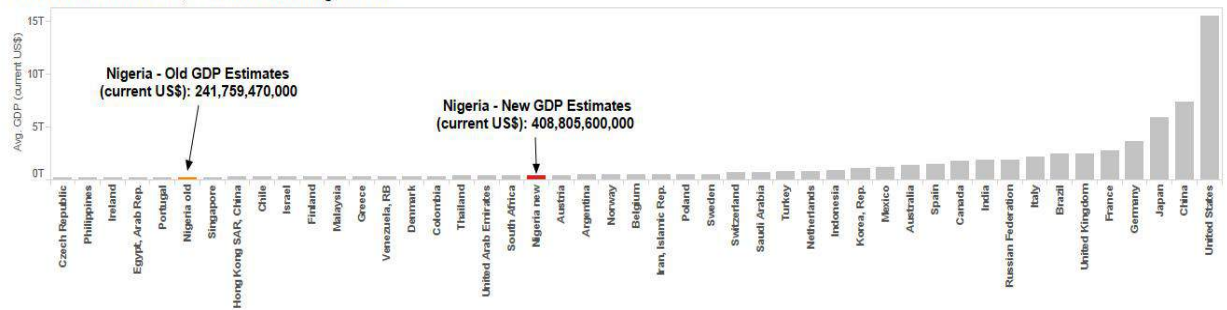 15T
10T
5T
0T
Avg. GDP (current US$)
Nigeria - Old GDP Estimates
(current US$): 241,759,470,000
Nigeria - New GDP Estimates
(current US$): 408,805,600,000
Czech Republic
Philippines
Ireland
Egypt, Arab Rep.
Portugal
Nigeria old
Singapore
Hong Kong SAR, China
Chile
Israel
Finland
Malaysia
Greece
Venezuela, RB
Denmark
Colombia
Thailand
United Arab Emirates
South Africa
Nigeria new
Austria
Argentina
Norway
Belgium
Iran, Islamic Rep.
Poland
Sweden
Switzerland
Saudi Arabia
Turkey
Netherlands
Indonesia
Korea, Rep.
Mexico
Australia
Spain
Canada
India
Russian Federation
Italy
Brazil
United Kingdom
France
Germany
Japan
China
United States